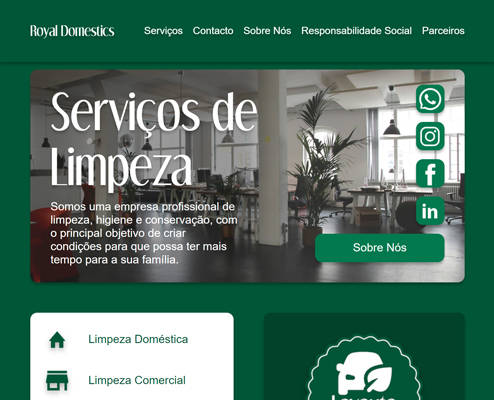 Royal Domestics
Serviços Contacto Sobre Nós Responsabilidade Social Parceiros
Serviços de
Limpeza
Somos uma empresa profissional de
limpeza, higiene e conservação, com
o principal objetivo de criar
condições para que possa ter mais
tempo para a sua família.
Sobre Nós
Limpeza Doméstica
Limpeza Comercial